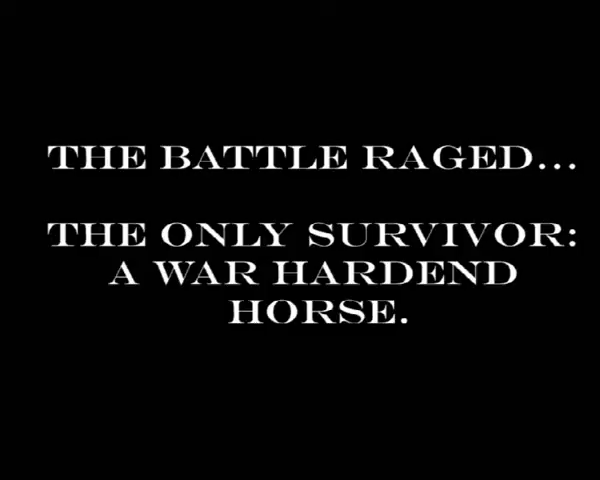 THE BATTLE RAGED...
THE ONLY SURVIVOR:
A WAR HARDEND
HORSE.